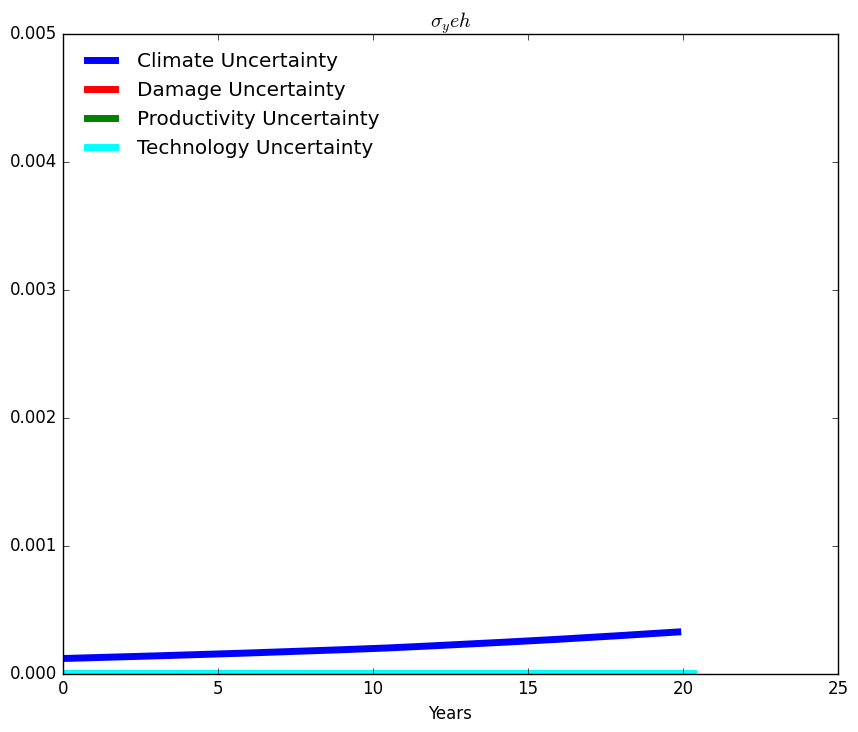 σ_y eh
0.005
Climate Uncertainty
Damage Uncertainty
Productivity Uncertainty
Technology Uncertainty
0.004
0.003
0.002
0.001
0.000
0 5 10 15 20 25
Years